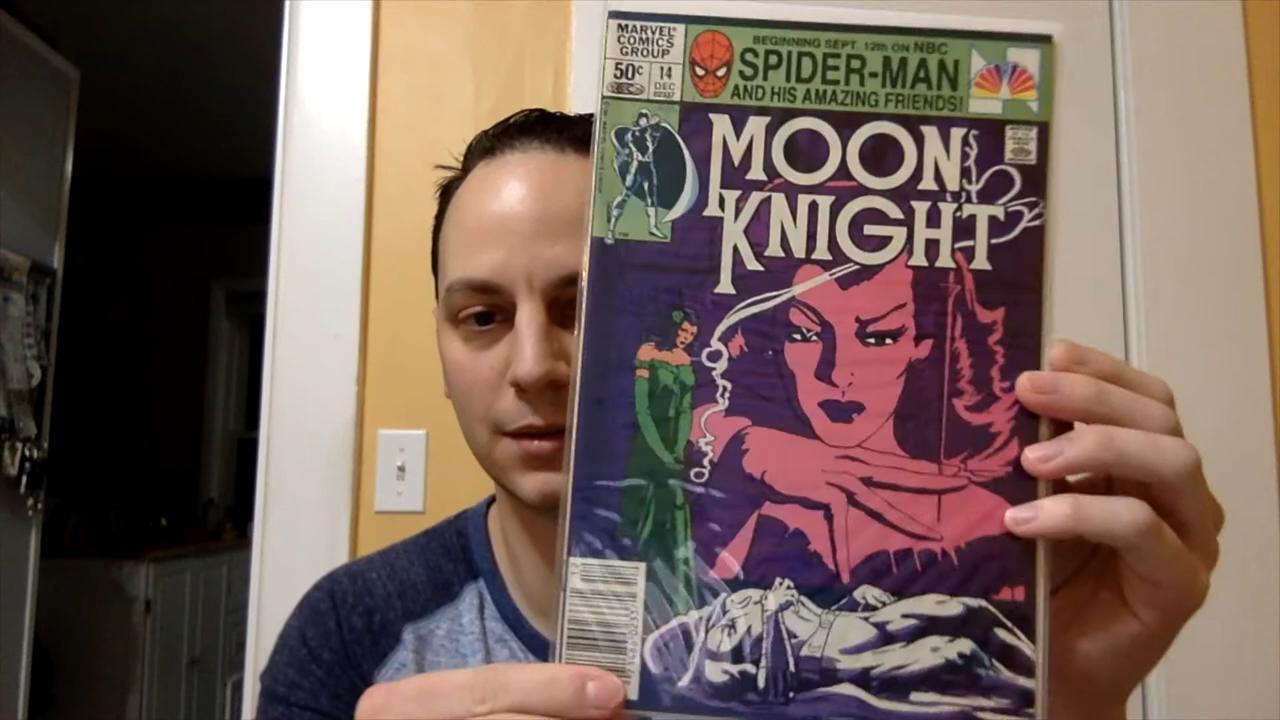 MARVEL®
COMICS
GROUP
50¢
14
DEC
02337
BEGINNING SEPT. 12th ON NBC
SPIDER-MAN
AND HIS AMAZING FRIENDS!
MOON
KNIGHT